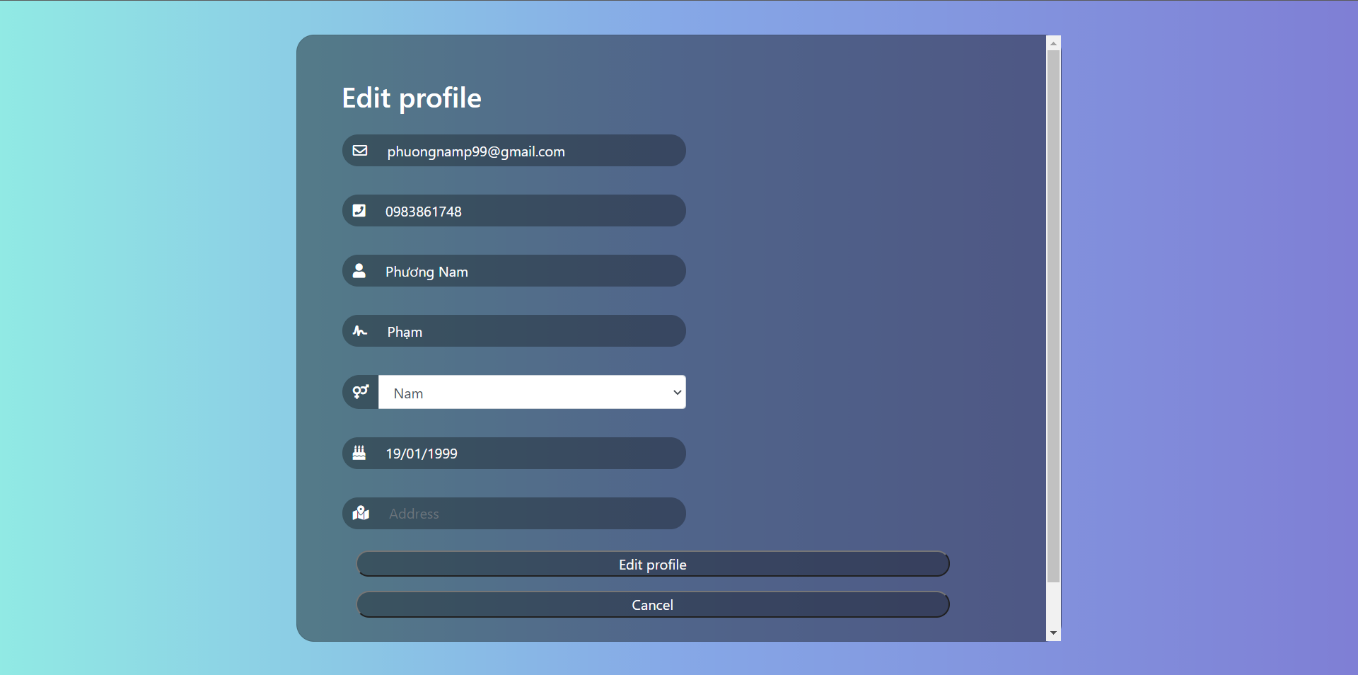 Edit profile
phuongnamp99@gmail.com
0983861748
Phương Nam
Phạm
Nam
19/01/1999
Address
Edit profile
Cancel